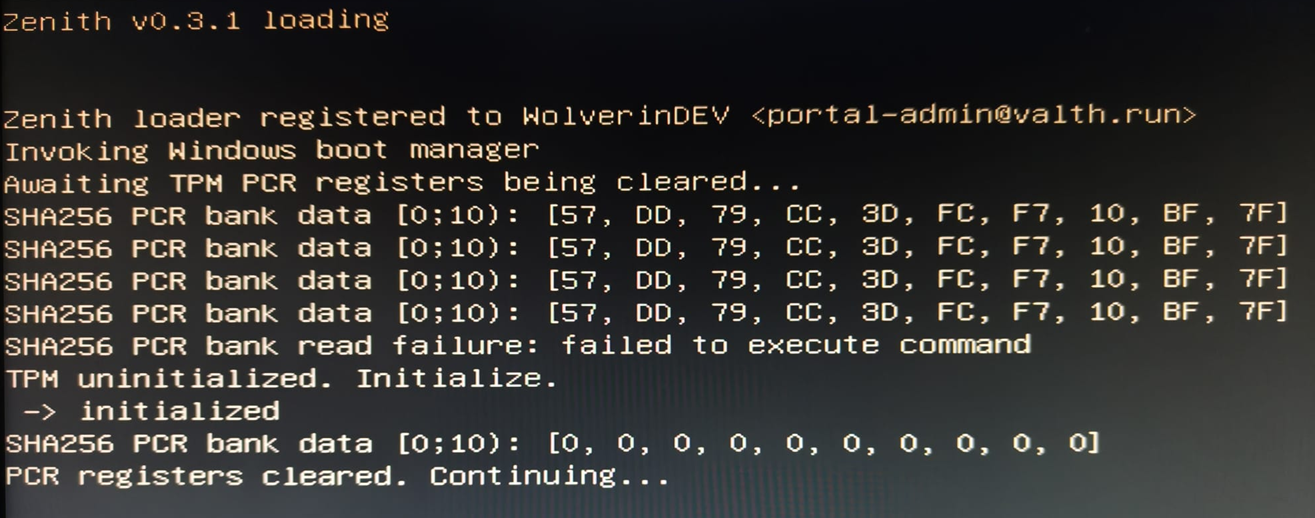 Zenith v0.3.1 loading
Zenith loader registered to WolverinDEV <portal-admin@valth.run>
Invoking Windows boot manager
Awaiting TPM PCR registers being cleared...
SHA256 PCR bank data [0;10): [57, DD, 79, CC, 3D, FC, F7, 10, BF, 7F]
SHA256 PCR bank data [0;10): [57, DD, 79, CC, 3D, FC, F7, 10, BF, 7F]
SHA256 PCR bank data [0;10): [57, DD, 79, CC, 3D, FC, F7, 10, BF, 7F]
SHA256 PCR bank data [0;10): [57, DD, 79, CC, 3D, FC, F7, 10, BF, 7F]
SHA256 PCR bank read failure: failed to execute command
TPM uninitialized. Initialize.
-> initialized
SHA256 PCR bank data [0;10): [0, 0, 0, 0, 0, 0, 0, 0, 0, 0]
PCR registers cleared. Continuing...